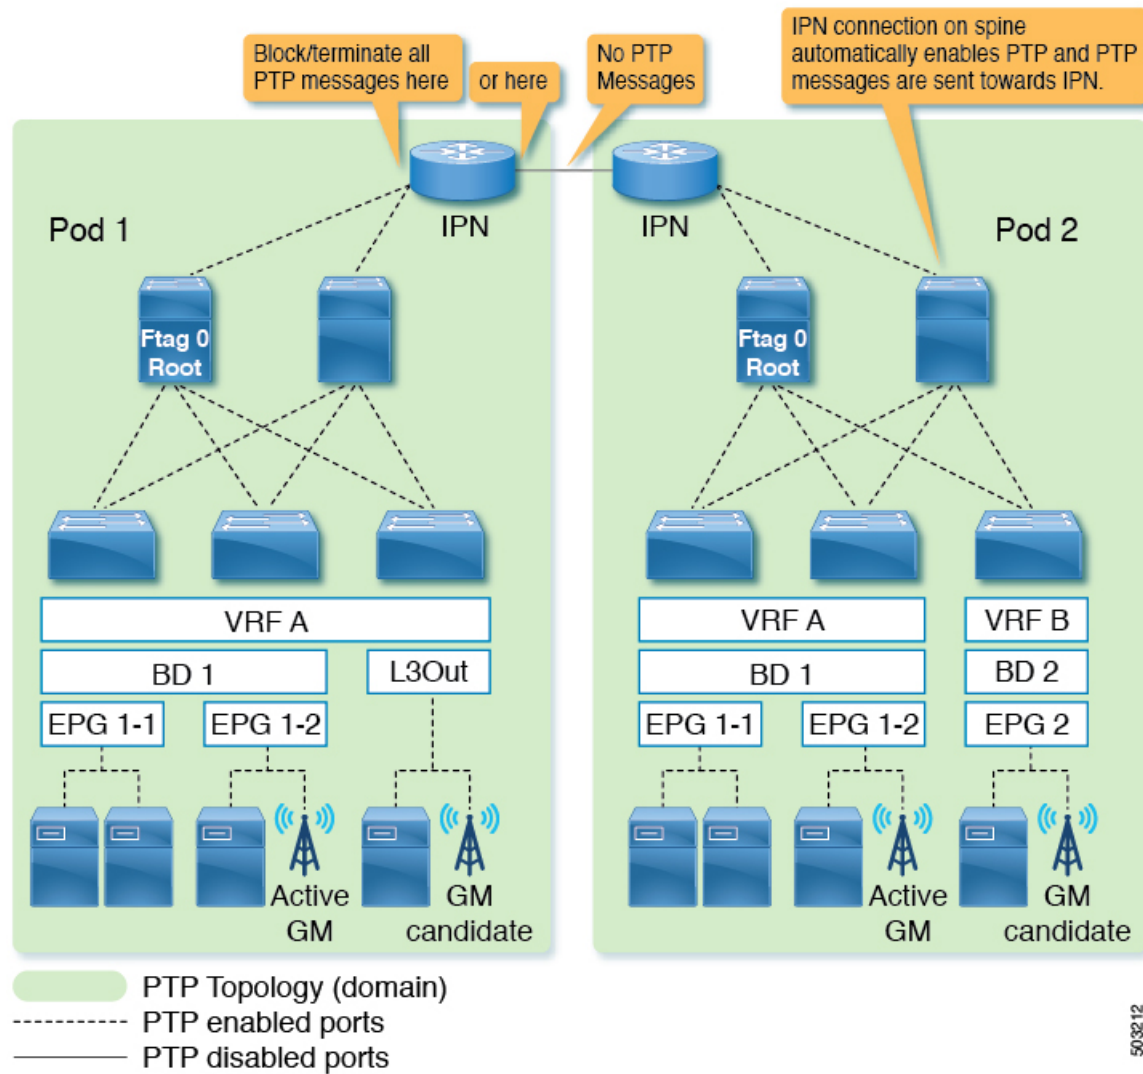 Block/terminate all
PTP messages here
or here
No PTP
Messages
IPN connection on spine
automatically enables PTP and PTP
messages are sent towards IPN.
Pod 1
IPN
IPN
Pod 2
Ftag 0
Root
Ftag 0
Root
VRF A
VRF A
VRF B
BD 1
L3Out
BD 1
BD 2
EPG 1-1
EPG 1-2
EPG 1-1
EPG 1-2
EPG 2
Active
GM
GM
candidate
Active
GM
GM
candidate
PTP Topology (domain)
PTP enabled ports
PTP disabled ports
503212